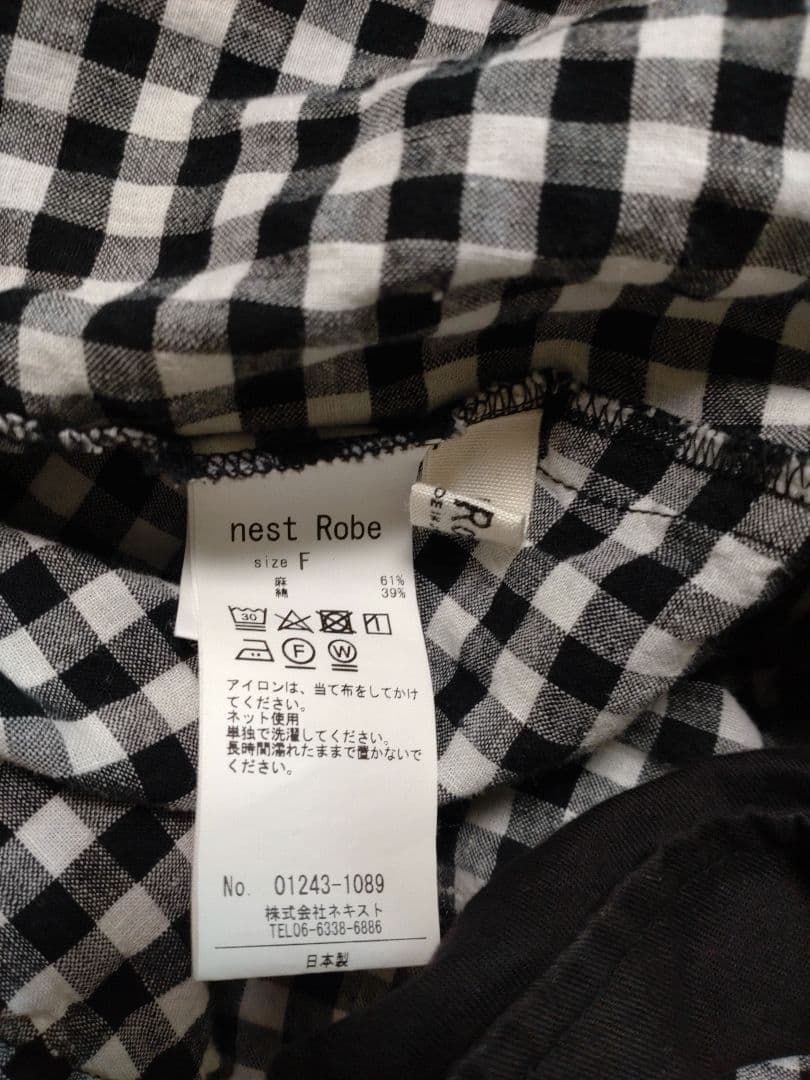 nest Robe
size F
麻 61%
綿 39%
30
F W
アイロンは、当て布をしてかけ
てください。
ネット使用
単独で洗濯してください。
長時間濡れたままで置かないで
ください。
No. 01243-1089
株式会社ネキスト
TEL06-6338-6886
日本製